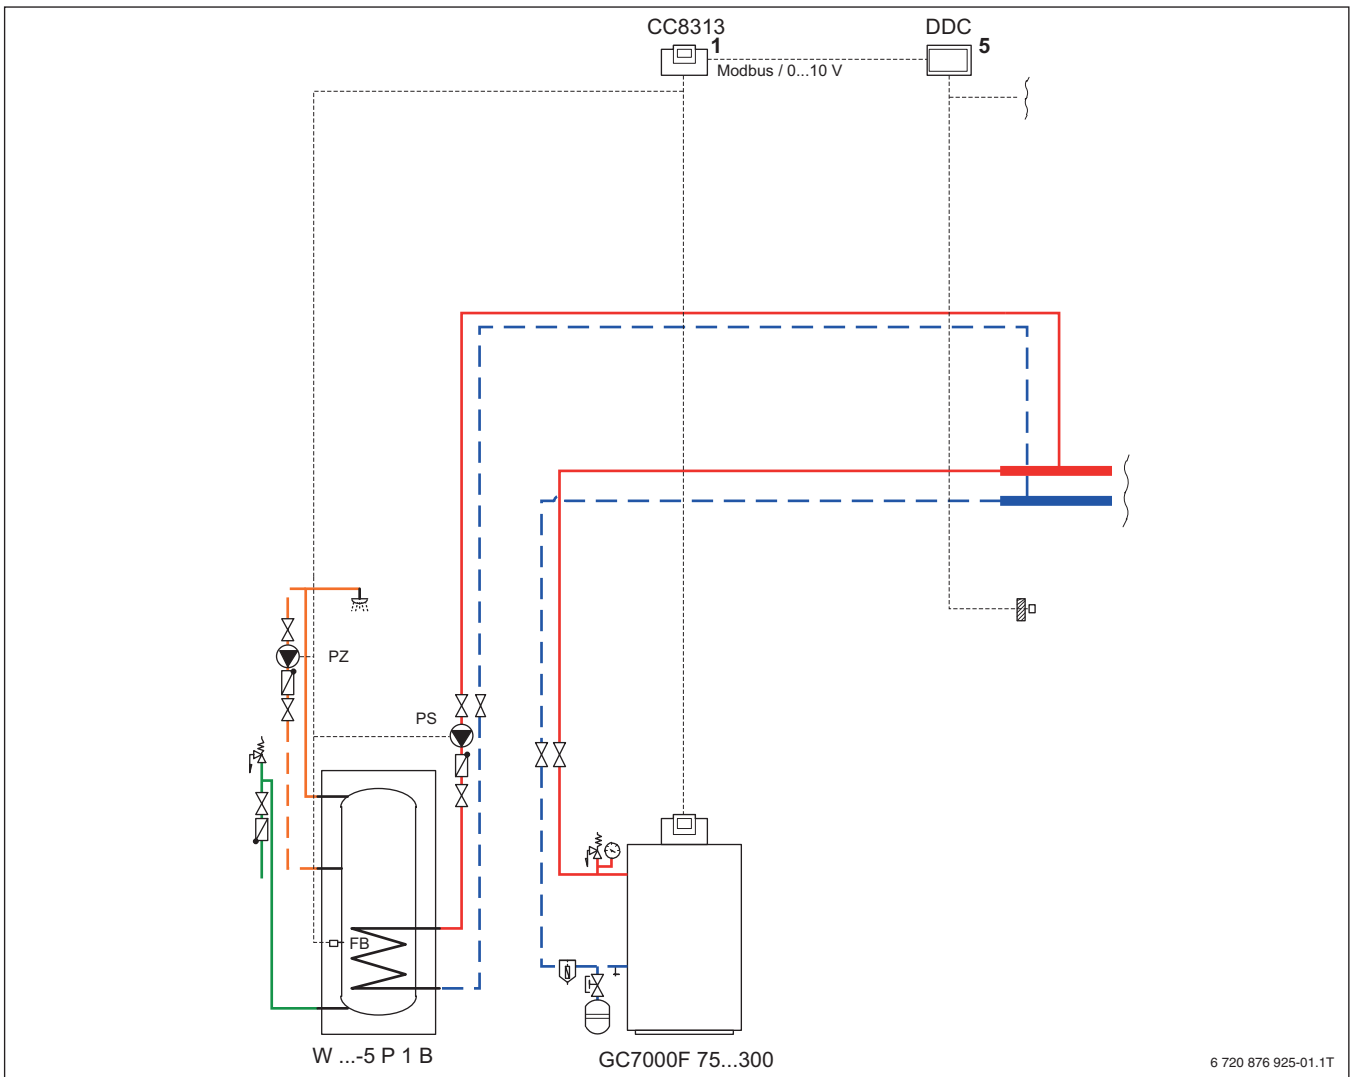 CC8313
DDC
1
5
Modbus / 0...10 V
PZ
PS
FB
W ...-5 P 1 B
GC7000F 75...300
6 720 876 925-01.1T